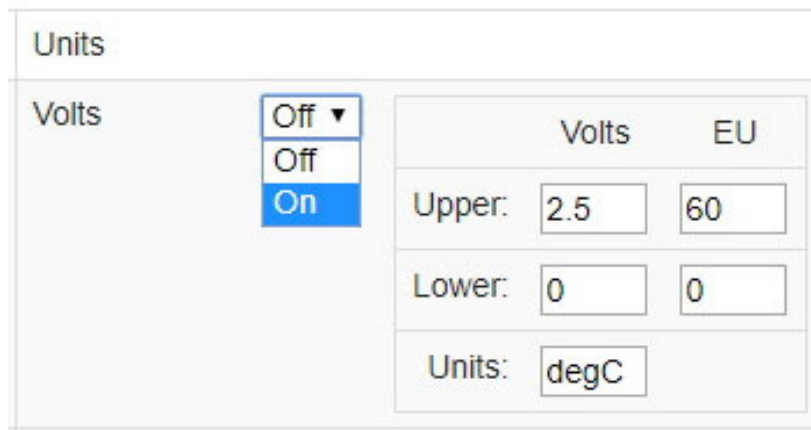 Units
Volts Off ▼
Off
On
Volts EU
Upper: 2.5 60
Lower: 0 0
Units: degC